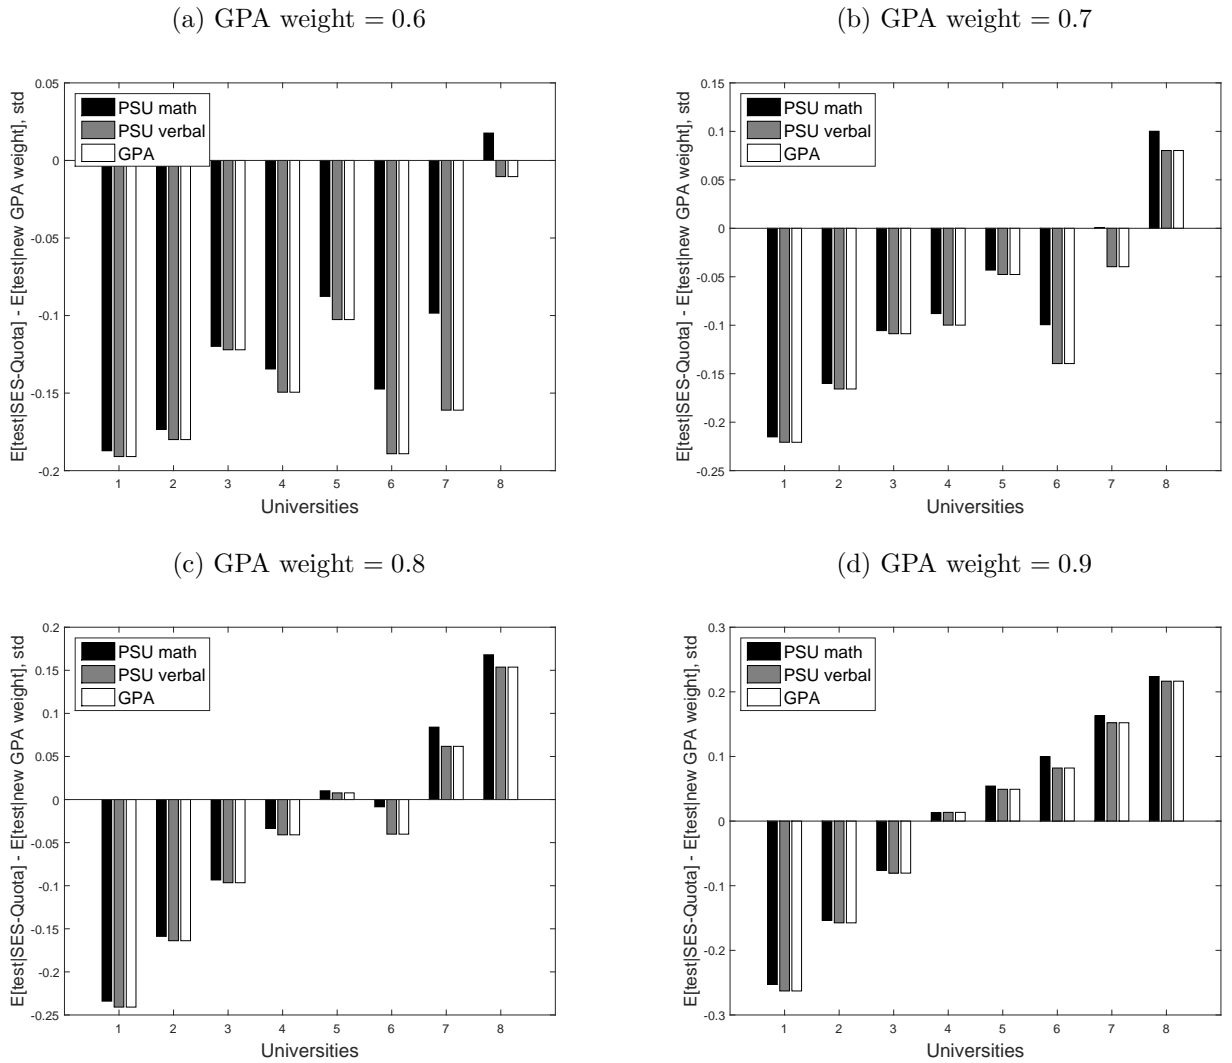 (a) GPA weight = 0.6
E[test|SES-Quota] - E[test|new GPA weight], std
0.05
0
-0.05
-0.1
-0.15
-0.2
PSU math
PSU verbal
GPA
1 2 3 4 5 6 7 8
Universities
(b) GPA weight = 0.7
E[test|SES-Quota] - E[test|new GPA weight], std
0.15
0.1
0.05
0
-0.05
-0.1
-0.15
-0.2
-0.25
PSU math
PSU verbal
GPA
1 2 3 4 5 6 7 8
Universities
(c) GPA weight = 0.8
E[test|SES-Quota] - E[test|new GPA weight], std
0.2
0.15
0.1
0.05
0
-0.05
-0.1
-0.15
-0.2
-0.25
PSU math
PSU verbal
GPA
1 2 3 4 5 6 7 8
Universities
(d) GPA weight = 0.9
E[test|SES-Quota] - E[test|new GPA weight], std
0.3
0.2
0.1
0
-0.1
-0.2
-0.3
PSU math
PSU verbal
GPA
1 2 3 4 5 6 7 8
Universities